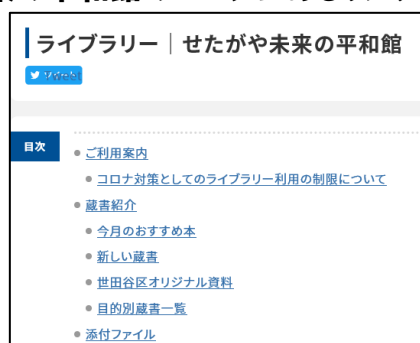 ライブラリー｜せたがや未来の平和館
Tweet
目次
ご利用案内
コロナ対策としてのライブラリー利用の制限について
蔵書紹介
今月のおすすめ本
新しい蔵書
世田谷区オリジナル資料
目的別蔵書一覧
添付ファイル